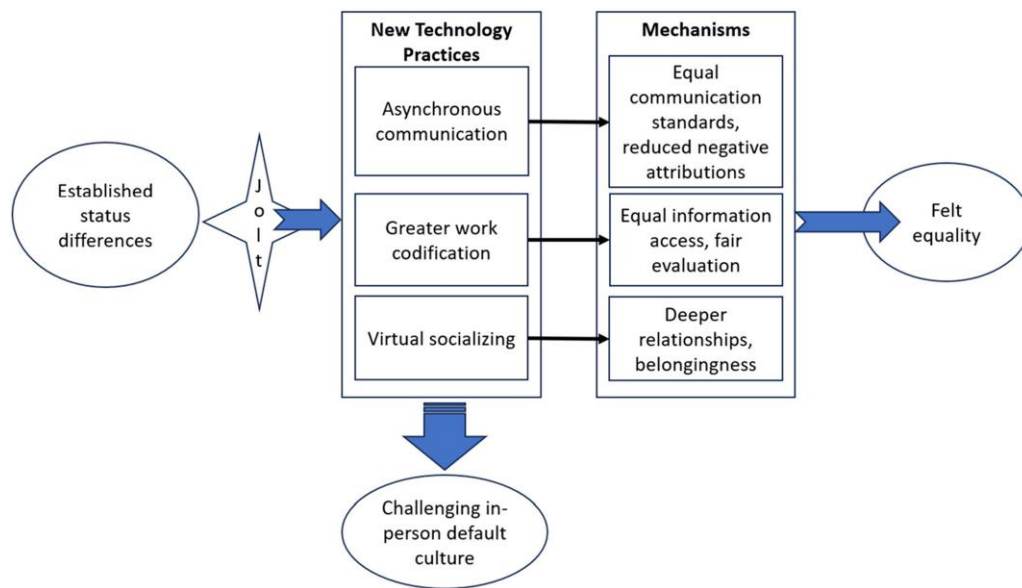 Established
status
differences
J
o
l
t
New Technology
Practices
Asynchronous
communication
Greater work
codification
Virtual socializing
Mechanisms
Equal
communication
standards,
reduced negative
attributions
Equal information
access, fair
evaluation
Deeper
relationships,
belongingness
Felt
equality
Challenging in-
person default
culture